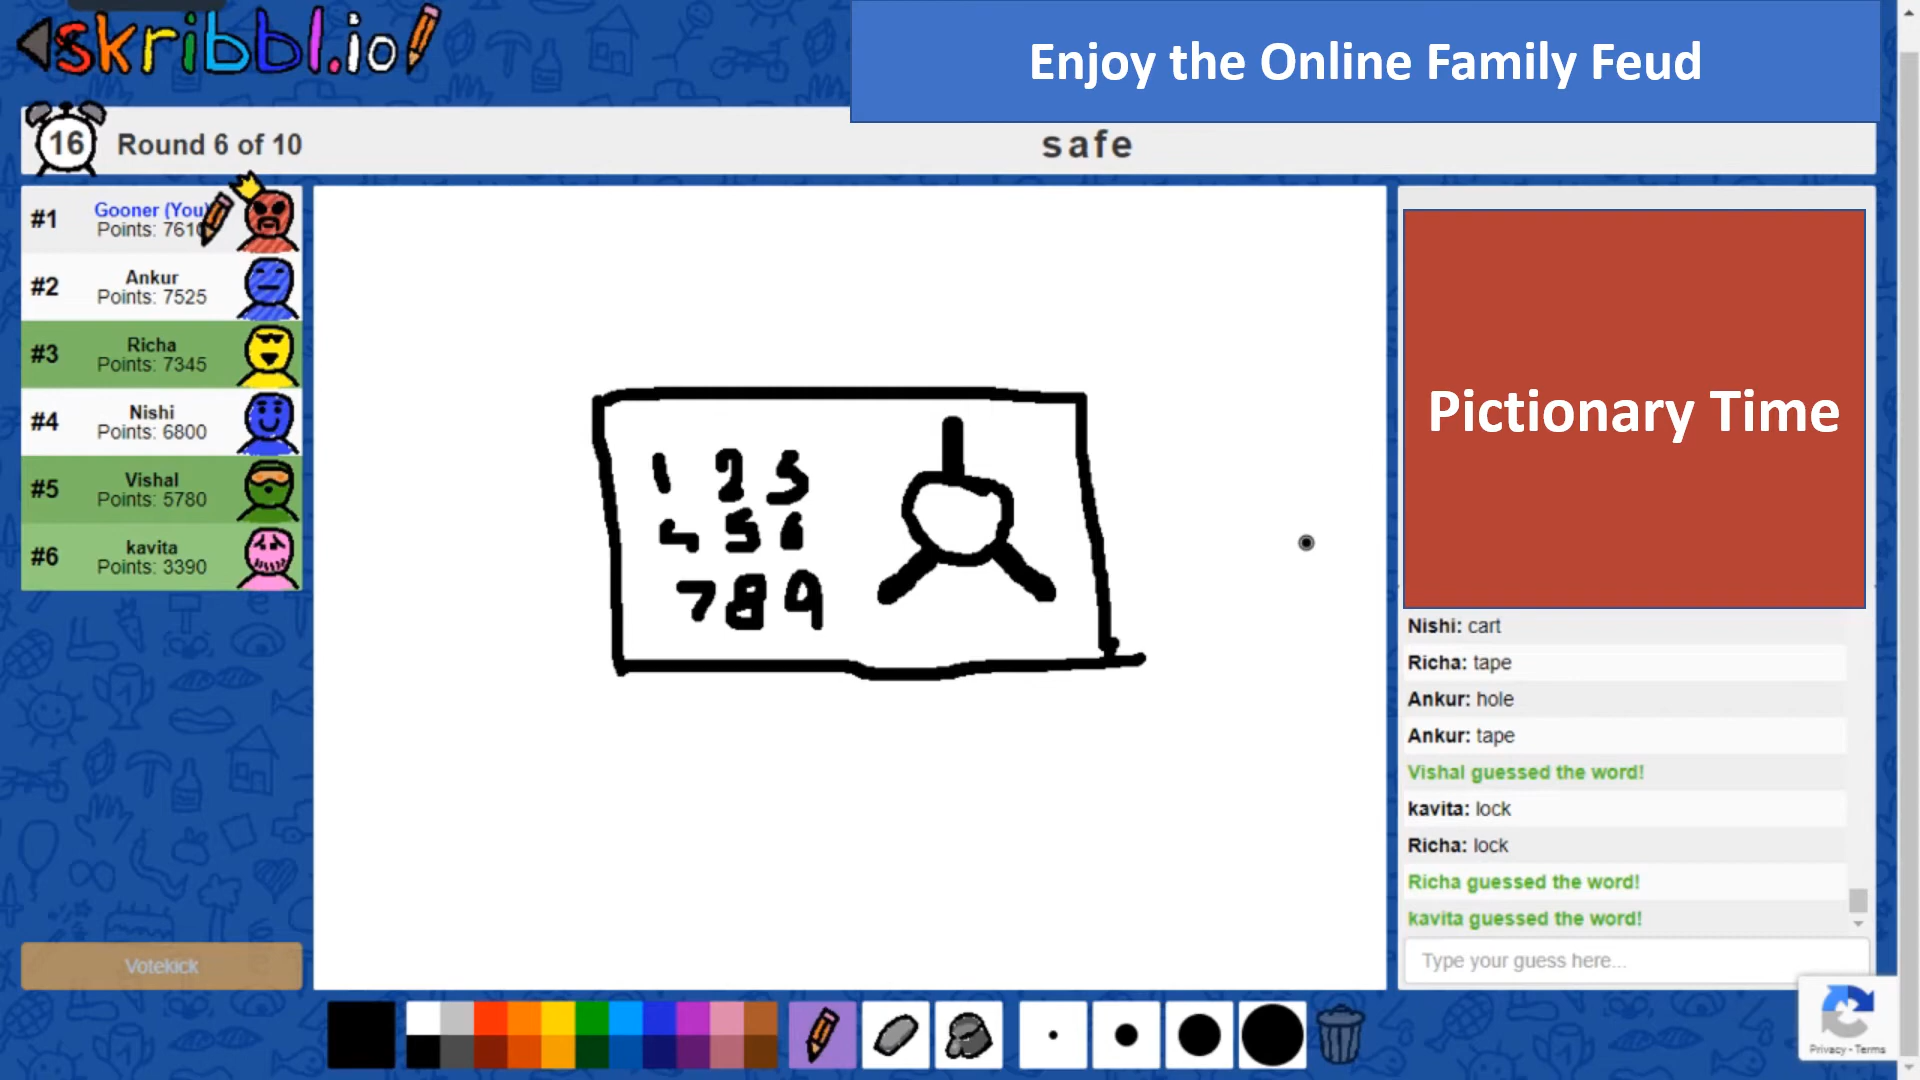 skribbl.io
Enjoy the Online Family Feud
16
Round 6 of 10
safe
#1
Gooner (You)
Points: 7610
#2
Ankur
Points: 7525
#3
Richa
Points: 7345
#4
Nishi
Points: 6800
#5
Vishal
Points: 5780
#6
kavita
Points: 3390
Votekick
1 2 3
4 5 6
7 8 9
Pictionary Time
Nishi: cart
Richa: tape
Ankur: hole
Ankur: tape
Vishal guessed the word!
kavita: lock
Richa: lock
Richa guessed the word!
kavita guessed the word!
Type your guess here...
Privacy - Terms